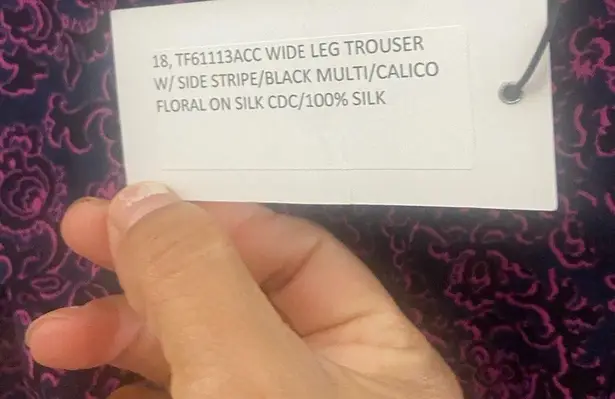 18, TF61113ACC WIDE LEG TROUSER
W/ SIDE STRIPE/BLACK MULTI/CALICO
FLORAL ON SILK CDC/100% SILK